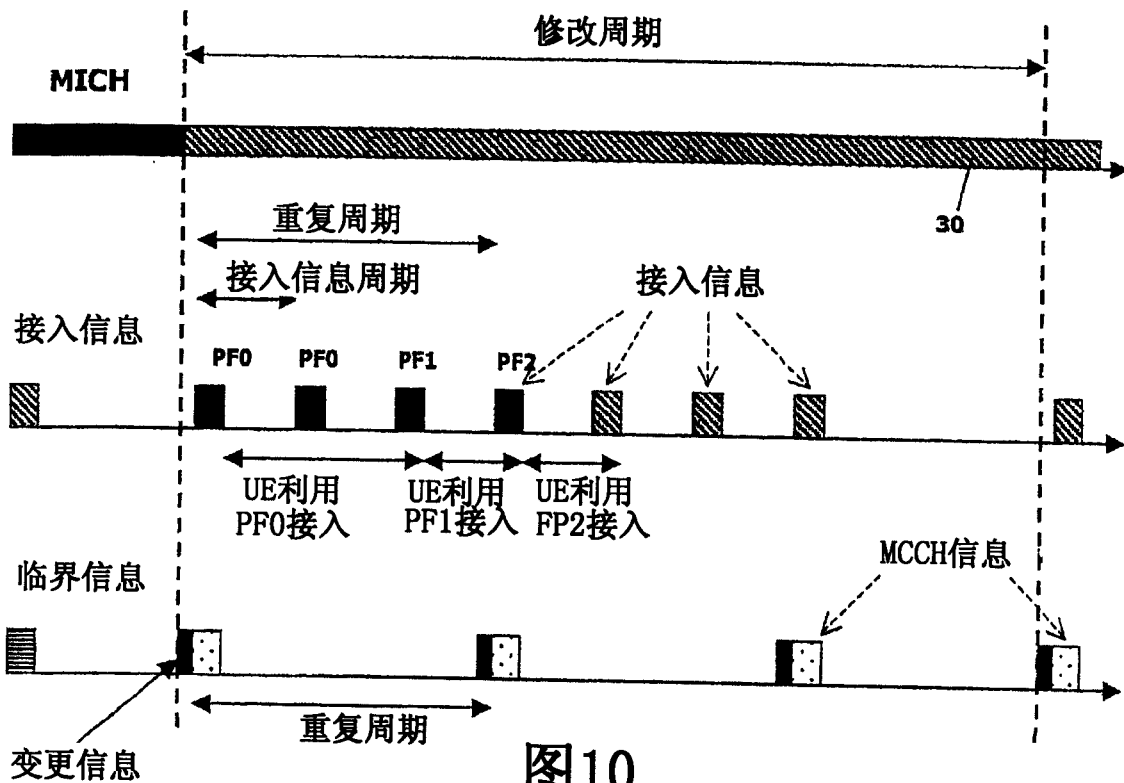 修改周期
MICH
30
重复周期
接入信息周期
接入信息
接入信息
PF0
PF0
PF1
PF2
UE利用
PF0接入
UE利用
PF1接入
UE利用
FP2接入
临界信息
MCCH信息
重复周期
变更信息
图10